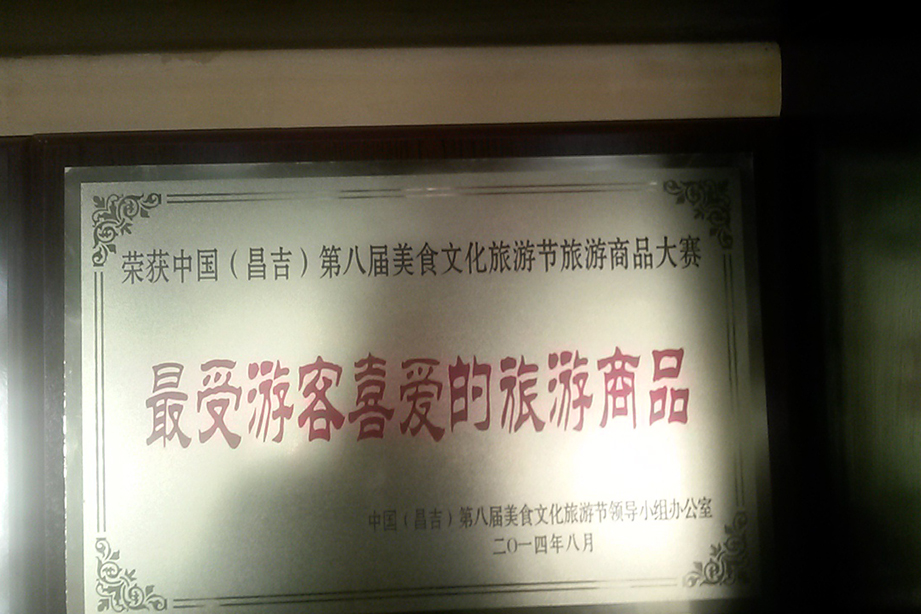 荣获中国（昌吉）第八届美食文化旅游节旅游商品大赛
最受游客喜爱的旅游商品
中国（昌吉）第八届美食文化旅游节领导小组办公室
二〇一四年八月